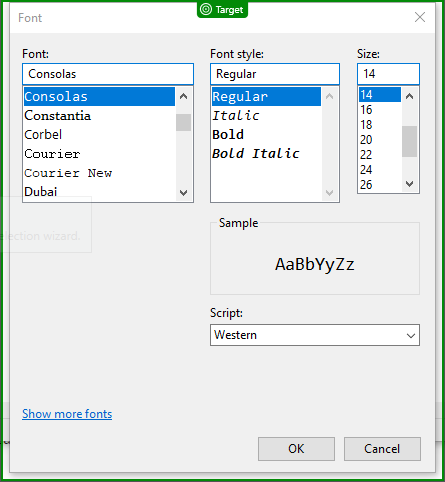 Target
Font
Font:
Font style:
Size:
Consolas
Regular
14
Consolas
Constantia
Corbel
Courier
Courier New
Dubai
Regular
Italic
Bold
Bold Italic
14
16
18
20
22
24
26
election wizard.
Sample
AaBbYyZz
Script:
Western
Show more fonts
OK
Cancel